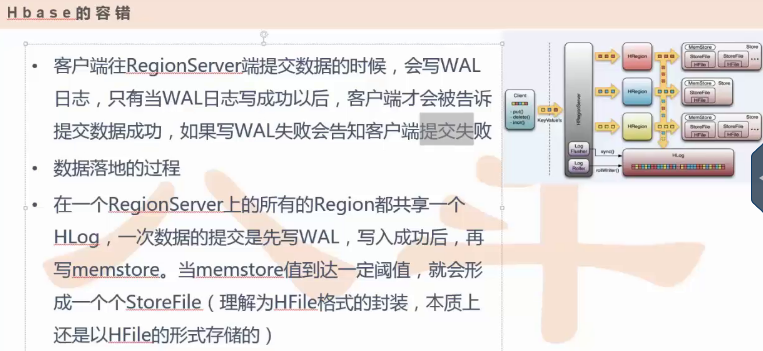 Hbase的容错
• 客户端往RegionServer端提交数据的时候，会写WAL
日志，只有当WAL日志写成功以后，客户端才会被告诉
提交数据成功，如果写WAL失败会告知客户端提交失败
• 数据落地的过程
• 在一个RegionServer上的所有的Region都共享一个
HLog，一次数据的提交是先写WAL，写入成功后，再
写memstore。当memstore值到达一定阈值，就会形
成一个个StoreFile（理解为HFile格式的封装，本质上
还是以HFile的形式存储的）
Client
KeyValue's
HRegionServer
HRegion
MemStore
Store
StoreFile
StoreFile
...
HFile
HFile
HRegion
MemStore
Store
StoreFile
HFile
HRegion
MemStore
Store
StoreFile
StoreFile
...
HFile
HFile
Log
Log
Roller
HLog
八斗